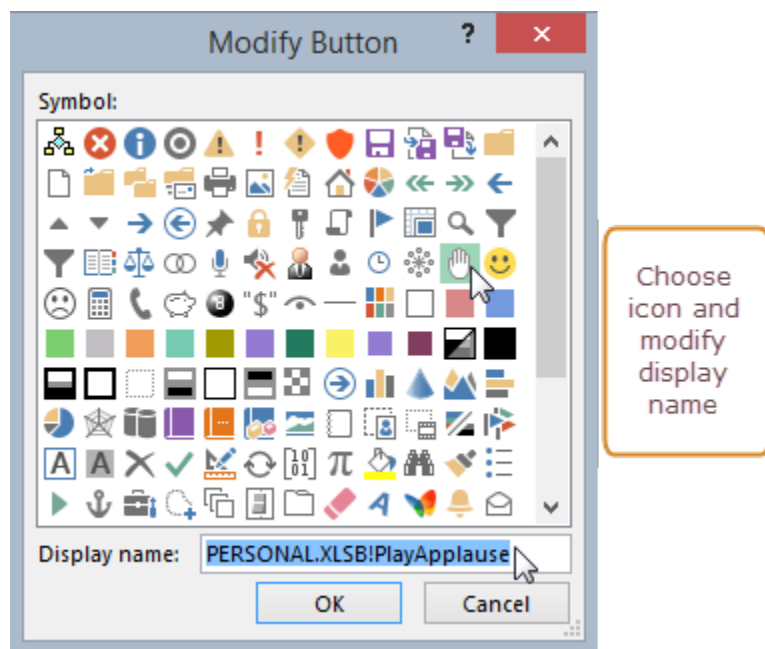 Modify Button
?
Symbol:
"$"
A A
Display name: PERSONAL.XLSB!PlayApplause
OK Cancel
Choose
icon and
modify
display
name